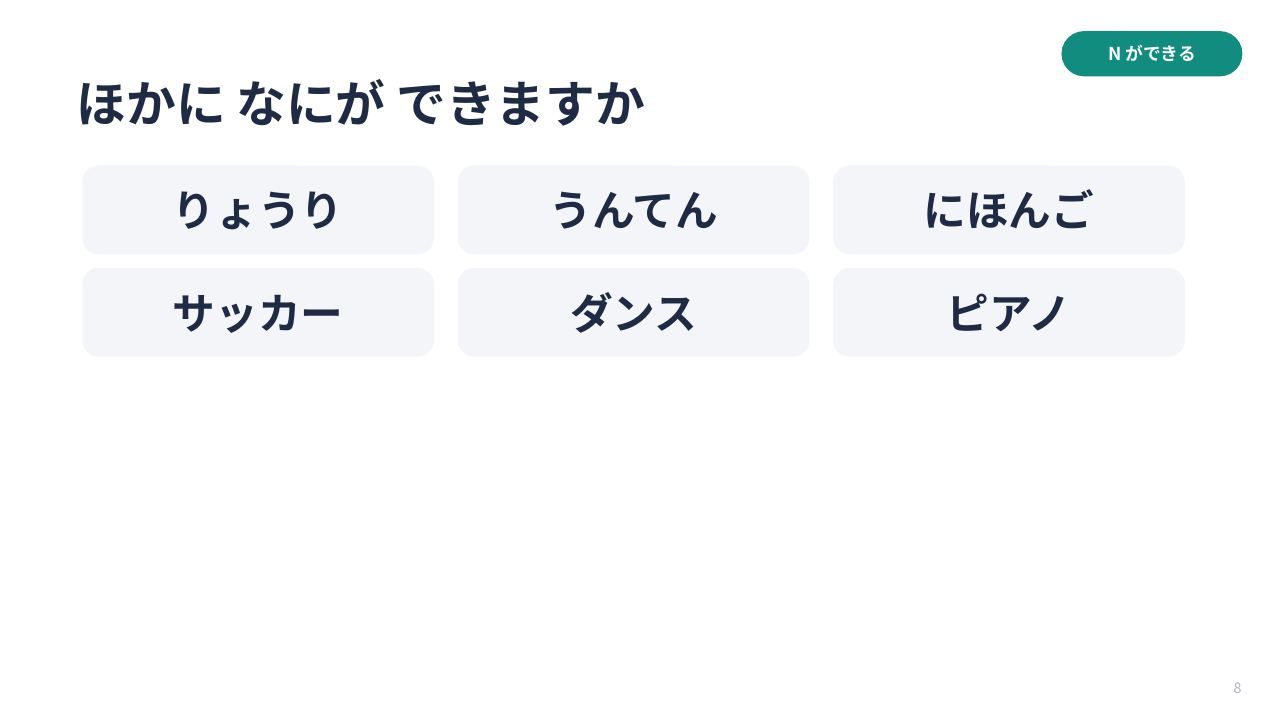 N ができる
ほかに なにが できますか
りょうり
うんてん
にほんご
サッカー
ダンス
ピアノ
8